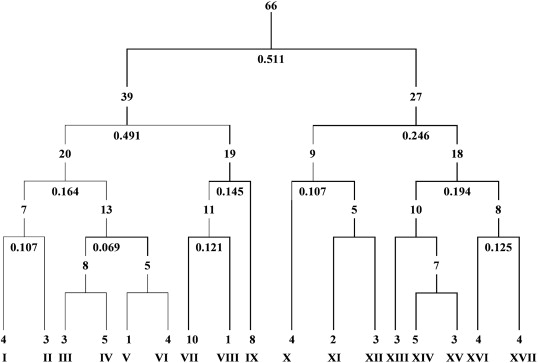 66
0.511
39 27
0.491 0.246
20 19 9 18
0.164 0.145 0.107 0.194
7 13 11 5 10 8
0.107 0.069 0.121 0.125
8 5 7
4 3 3 5 1 4 10 1 8 4 2 3 3 5 3 4 4
I II III IV V VI VII VIII IX X XI XII XIII XIV XV XVI XVII